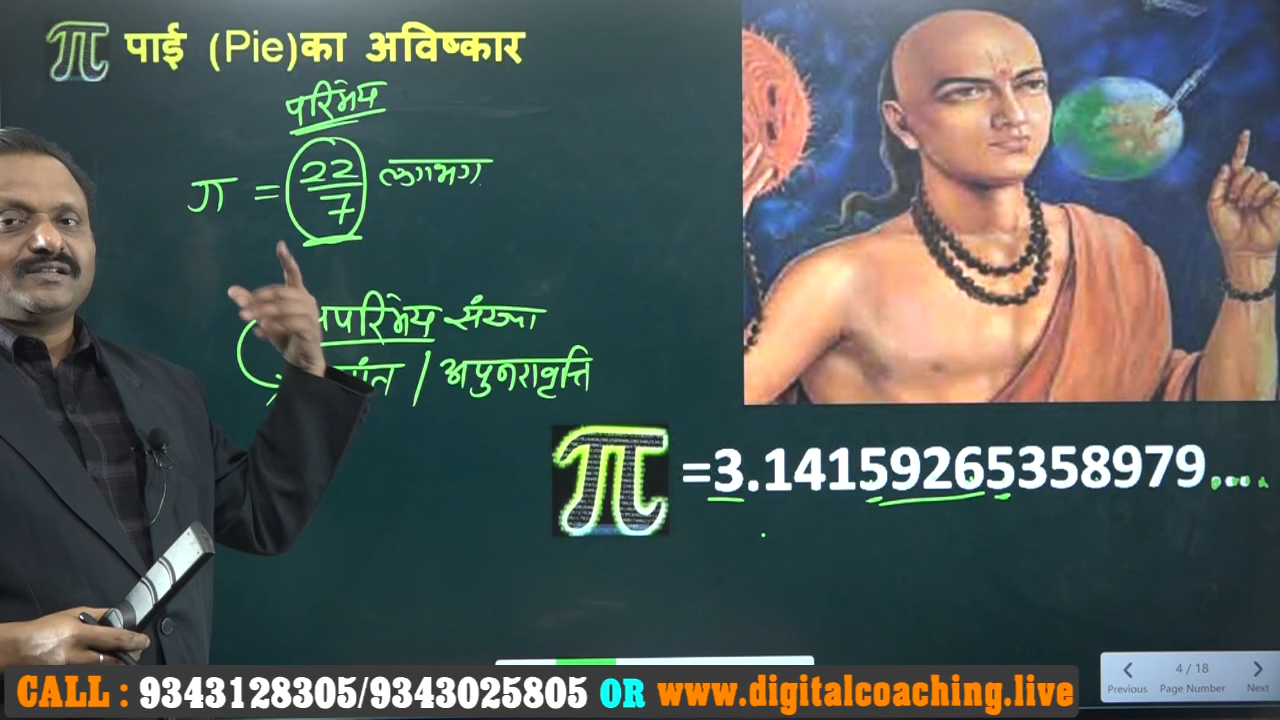 π पाई (Pie)का अविष्कार
परिमेय
π = 22/7 लगभग
अपरिमेय संख्या
/ अपुनरावृत्ति
π =3.14159265358979....
4 / 18
Previous Page Number Next
CALL : 9343128305/9343025805 OR www.digitalcoaching.live